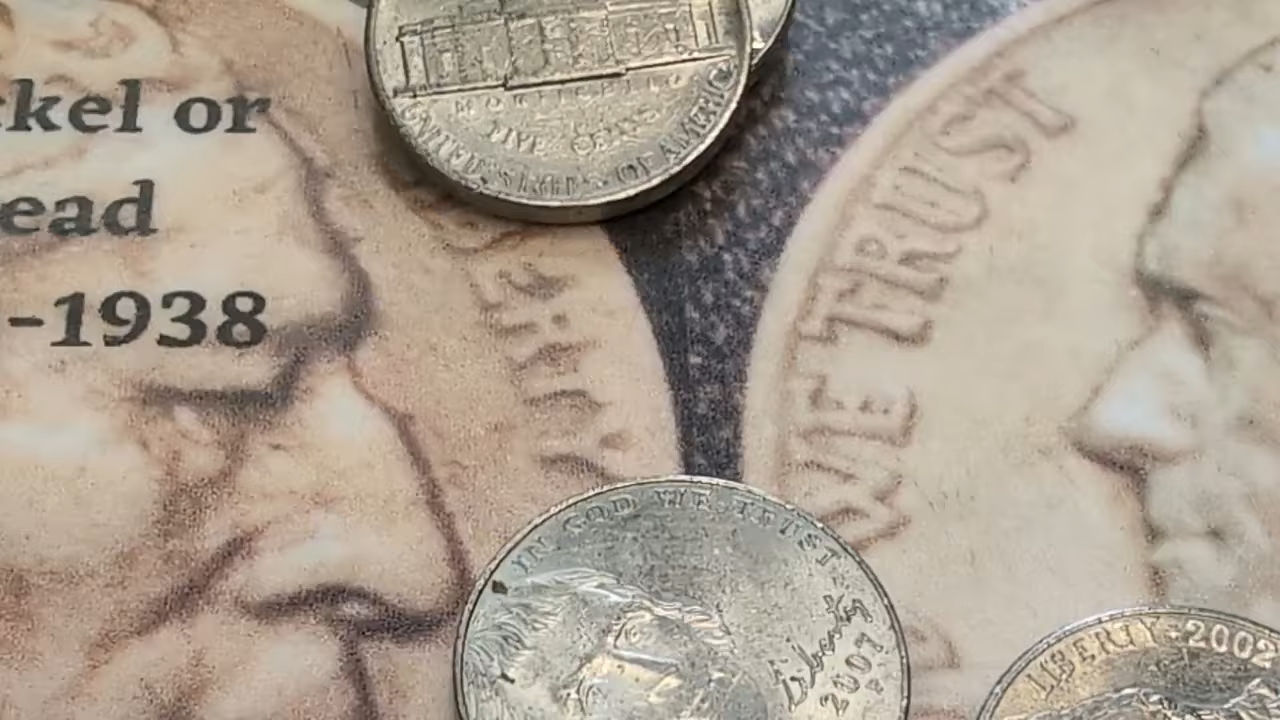 ckel or
ead
-1938
MONTICELLO
FIVE CENTS
UNITED STATES OF AMERICA
WE TRUST
IN GOD WE TRUST
Liberty
2007
P
LIBERTY 2002